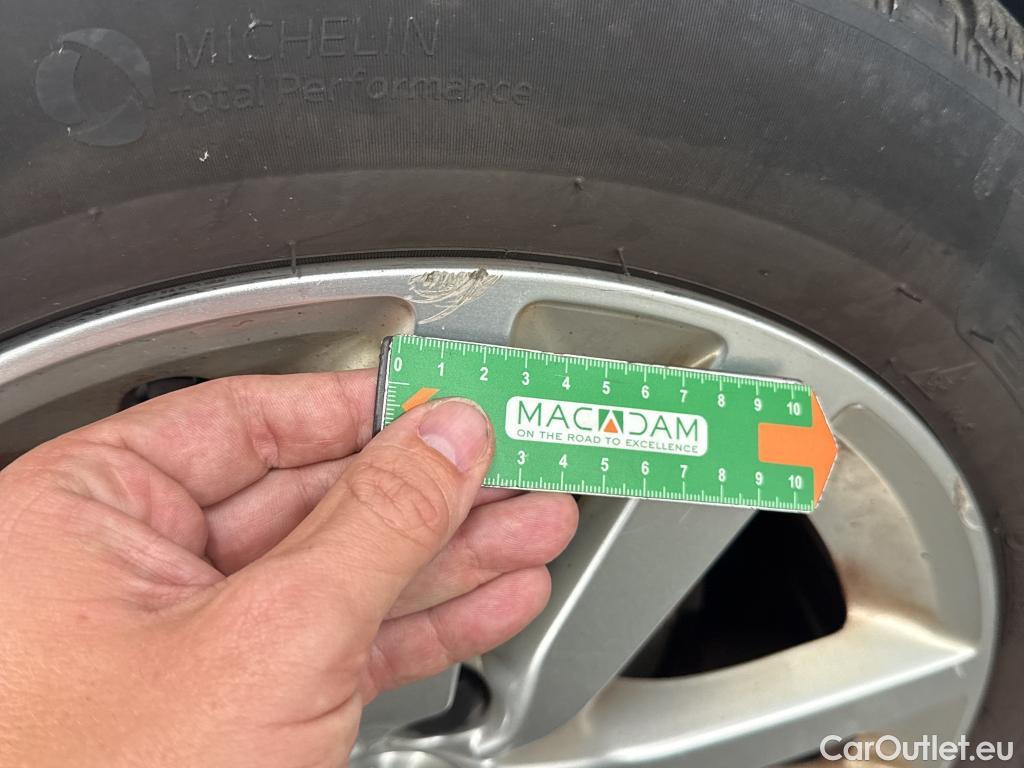 MICHELIN
Total Performance
0 1 2 3 4 5 6 7 8 9 10
MACADAM
ON THE ROAD TO EXCELLENCE
3 4 5 6 7 8 9 10
CarOutlet.eu